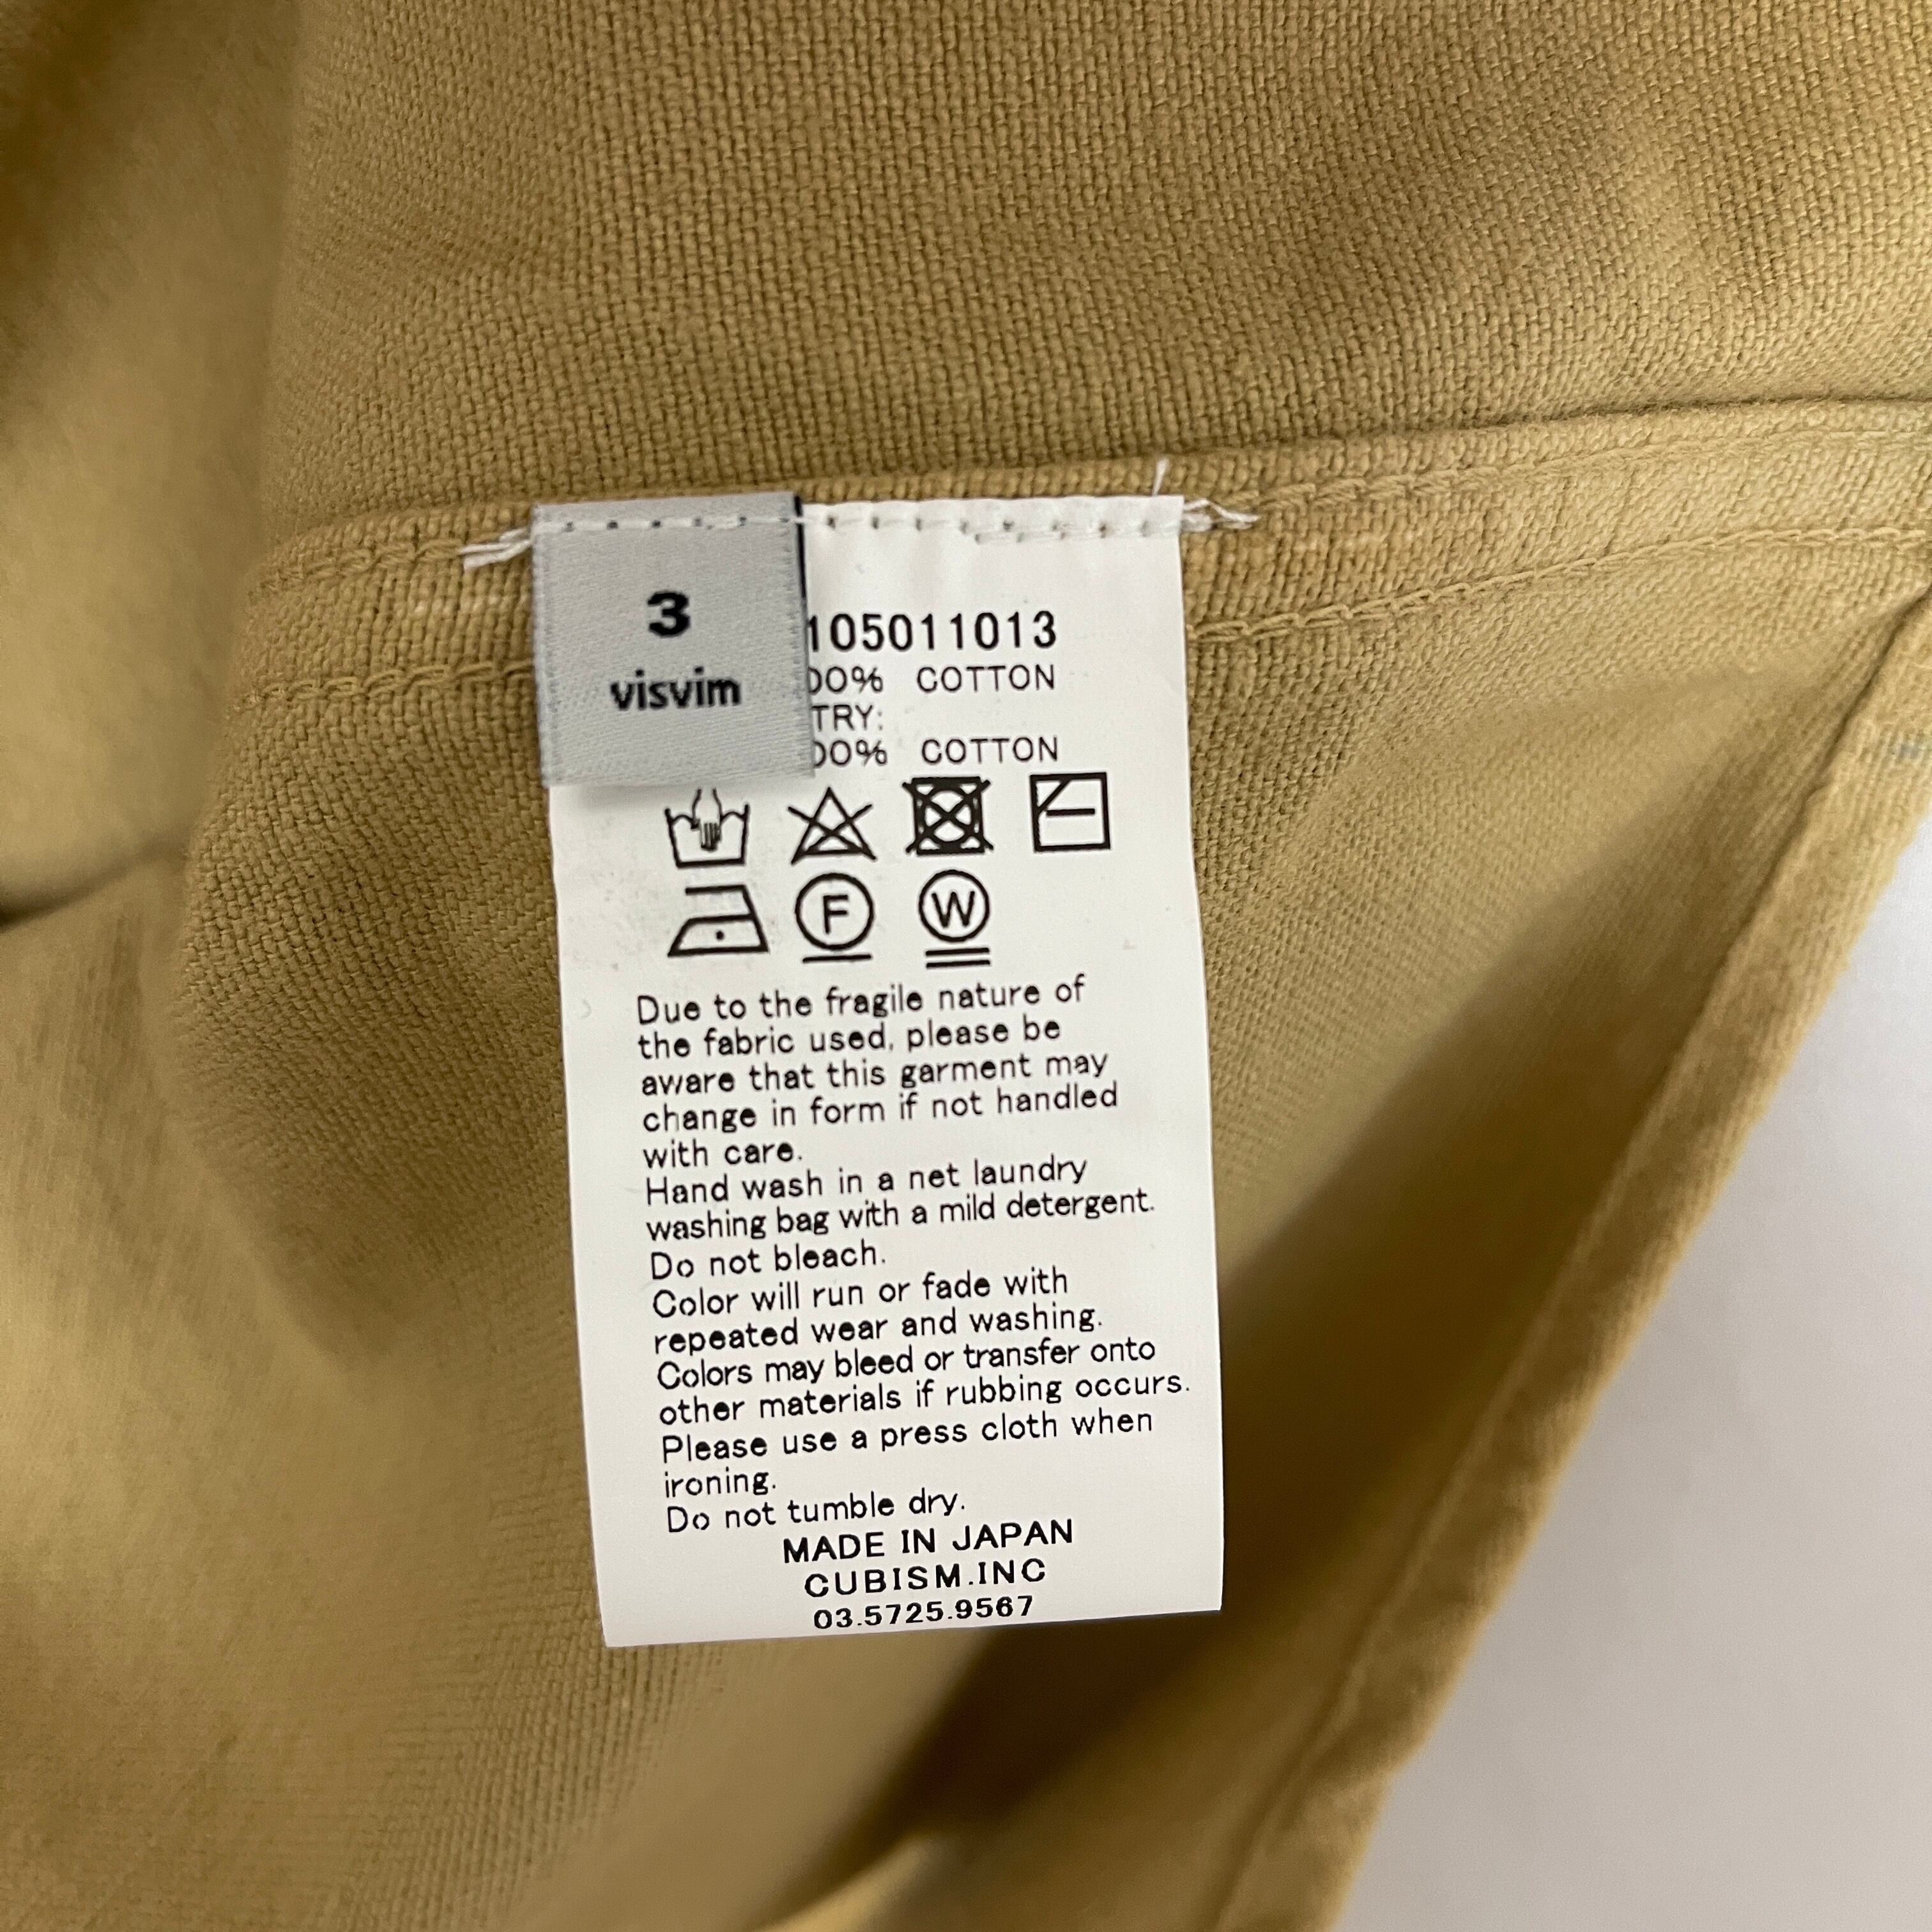 3
visvim
105011013
00% COTTON
TRY:
00% COTTON
F
W
Due to the fragile nature of
the fabric used, please be
aware that this garment may
change in form if not handled
with care.
Hand wash in a net laundry
washing bag with a mild detergent.
Do not bleach.
Color will run or fade with
repeated wear and washing.
Colors may bleed or transfer onto
other materials if rubbing occurs.
Please use a press cloth when
ironing.
Do not tumble dry.
MADE IN JAPAN
CUBISM.INC
03.5725.9567